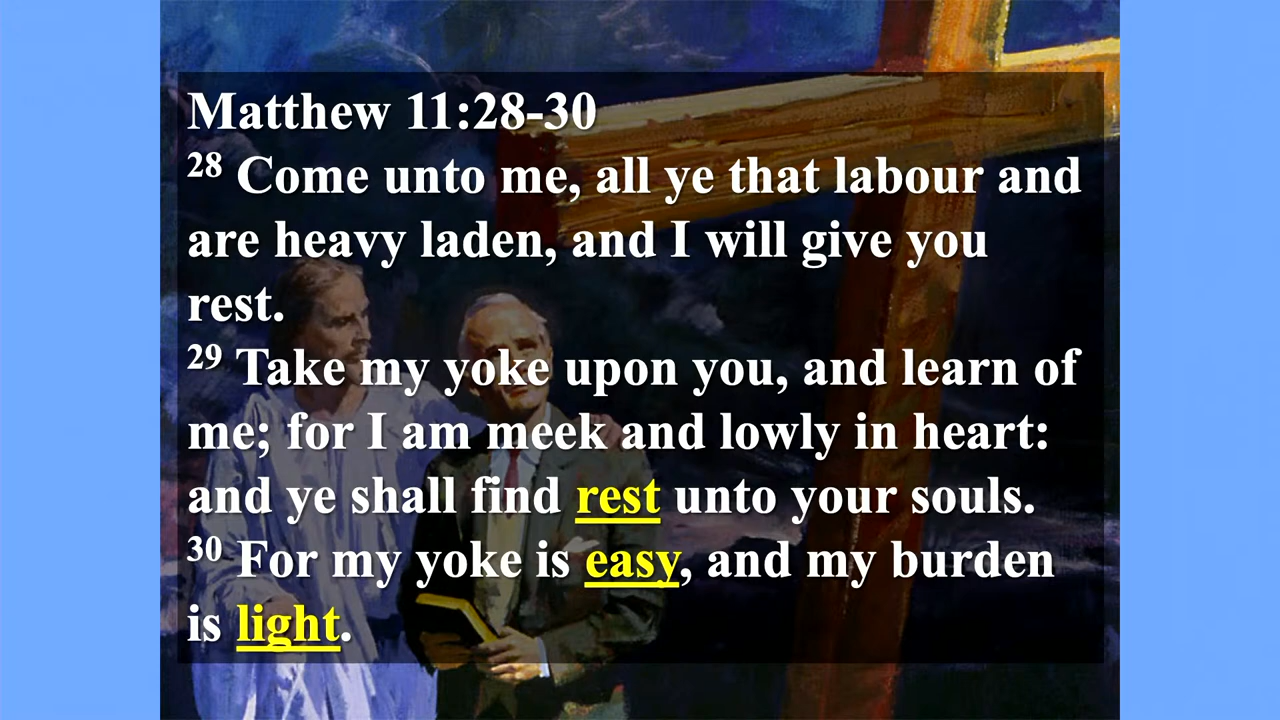 Matthew 11:28-30
28 Come unto me, all ye that labour and
are heavy laden, and I will give you
rest.
29 Take my yoke upon you, and learn of
me; for I am meek and lowly in heart:
and ye shall find rest unto your souls.
30 For my yoke is easy, and my burden
is light.